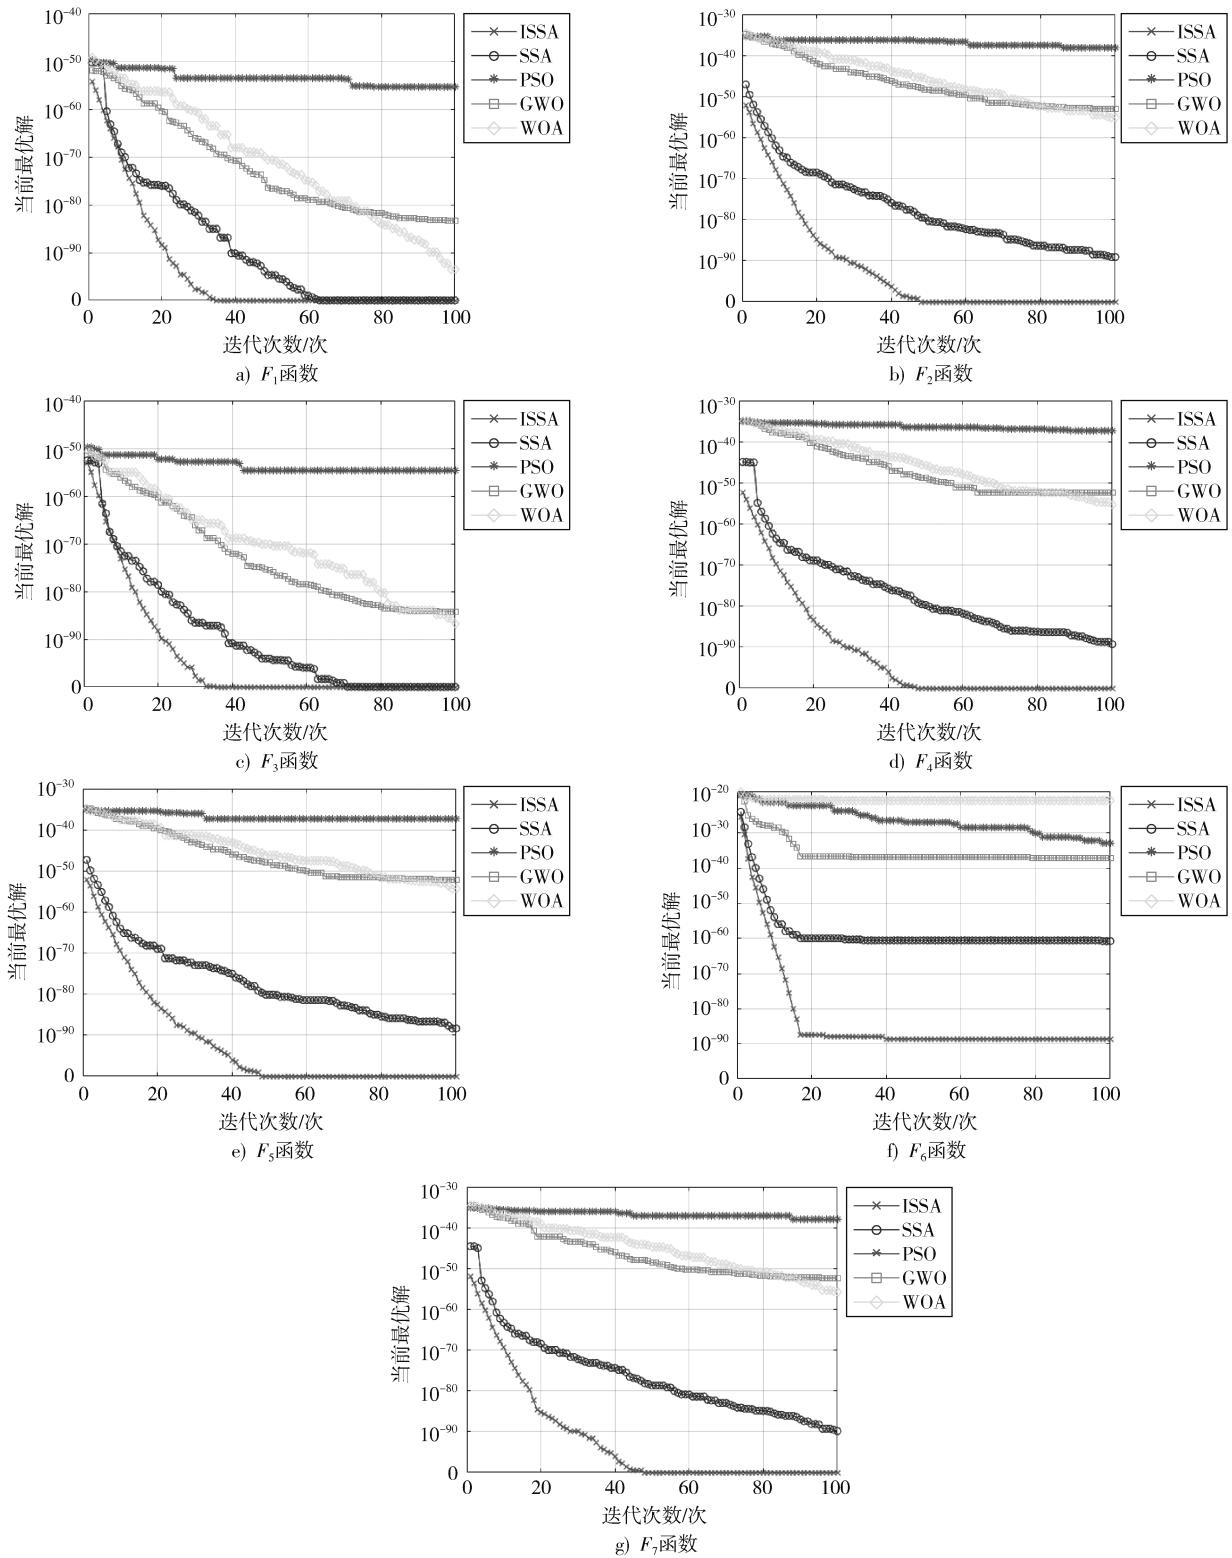 10⁻⁴⁰
10⁻⁵⁰
10⁻⁶⁰
10⁻⁷⁰
10⁻⁸⁰
10⁻⁹⁰
0
当前最优解
0 20 40 60 80 100
迭代次数/次
ISSA
SSA
PSO
GWO
WOA
a) F₁函数
10⁻³⁰
10⁻⁴⁰
10⁻⁵⁰
10⁻⁶⁰
10⁻⁷⁰
10⁻⁸⁰
10⁻⁹⁰
0
当前最优解
0 20 40 60 80 100
迭代次数/次
ISSA
SSA
PSO
GWO
WOA
b) F₂函数
10⁻⁴⁰
10⁻⁵⁰
10⁻⁶⁰
10⁻⁷⁰
10⁻⁸⁰
10⁻⁹⁰
0
当前最优解
0 20 40 60 80 100
迭代次数/次
ISSA
SSA
PSO
GWO
WOA
c) F₃函数
10⁻³⁰
10⁻⁴⁰
10⁻⁵⁰
10⁻⁶⁰
10⁻⁷⁰
10⁻⁸⁰
10⁻⁹⁰
0
当前最优解
0 20 40 60 80 100
迭代次数/次
ISSA
SSA
PSO
GWO
WOA
d) F₄函数
10⁻³⁰
10⁻⁴⁰
10⁻⁵⁰
10⁻⁶⁰
10⁻⁷⁰
10⁻⁸⁰
10⁻⁹⁰
0
当前最优解
0 20 40 60 80 100
迭代次数/次
ISSA
SSA
PSO
GWO
WOA
e) F₅函数
10⁻²⁰
10⁻³⁰
10⁻⁴⁰
10⁻⁵⁰
10⁻⁶⁰
10⁻⁷⁰
10⁻⁸⁰
10⁻⁹⁰
0
当前最优解
0 20 40 60 80 100
迭代次数/次
ISSA
SSA
PSO
GWO
WOA
f) F₆函数
10⁻³⁰
10⁻⁴⁰
10⁻⁵⁰
10⁻⁶⁰
10⁻⁷⁰
10⁻⁸⁰
10⁻⁹⁰
0
当前最优解
0 20 40 60 80 100
迭代次数/次
ISSA
SSA
PSO
GWO
WOA
g) F₇函数